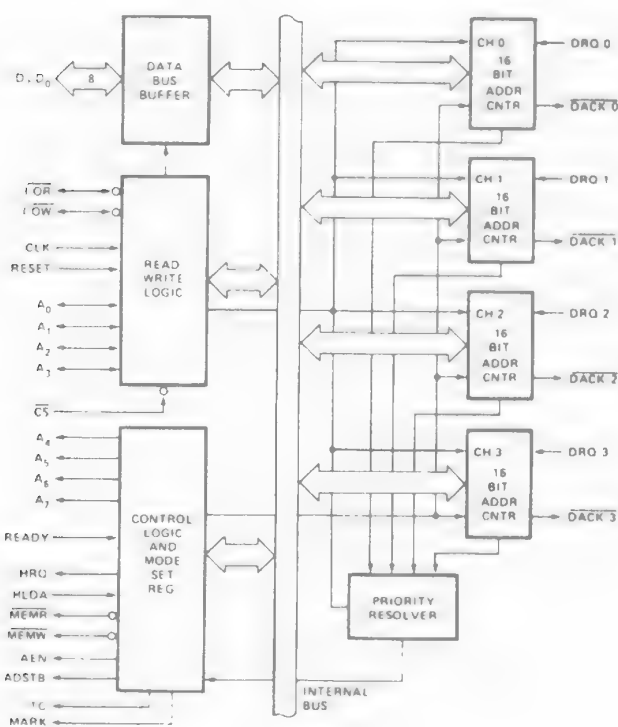 DATA
BUS
BUFFER
D7-D0
8
I/OR
I/OW
CLK
RESET
A0
A1
A2
A3
CS
READ
WRITE
LOGIC
A4
A5
A6
A7
READY
HRQ
HLDA
MEMR
MEMW
AEN
ADSTB
TC
MARK
CONTROL
LOGIC
AND
MODE
SET
REG
CH 0
16
BIT
ADDR
CNTR
DRQ 0
DACK 0
CH 1
16
BIT
ADDR
CNTR
DRQ 1
DACK 1
CH 2
16
BIT
ADDR
CNTR
DRQ 2
DACK 2
CH 3
16
BIT
ADDR
CNTR
DRQ 3
DACK 3
PRIORITY
RESOLVER
INTERNAL
BUS